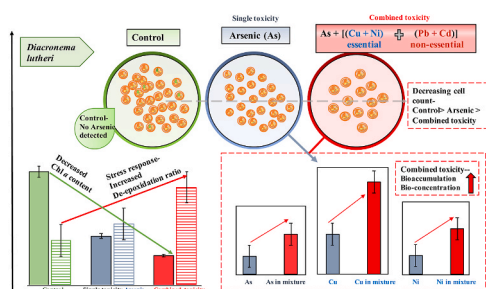 Single toxicity
Combined toxicity
Diacronema
lutheri
Control
Arsenic (As)
As + [(Cu + Ni) (Pb + Cd)]
essential non-essential
Control-
No Arsenic
detected
Decreasing cell
count-
Control> Arsenic >
Combined toxicity
Decreased
Chl a content
Stress response-
Increased
De-epoxidation ratio
Combined toxicity--
Bioaccumulation
Bio-concentration
As As in mixture
Cu Cu in mixture
Ni Ni in mixture